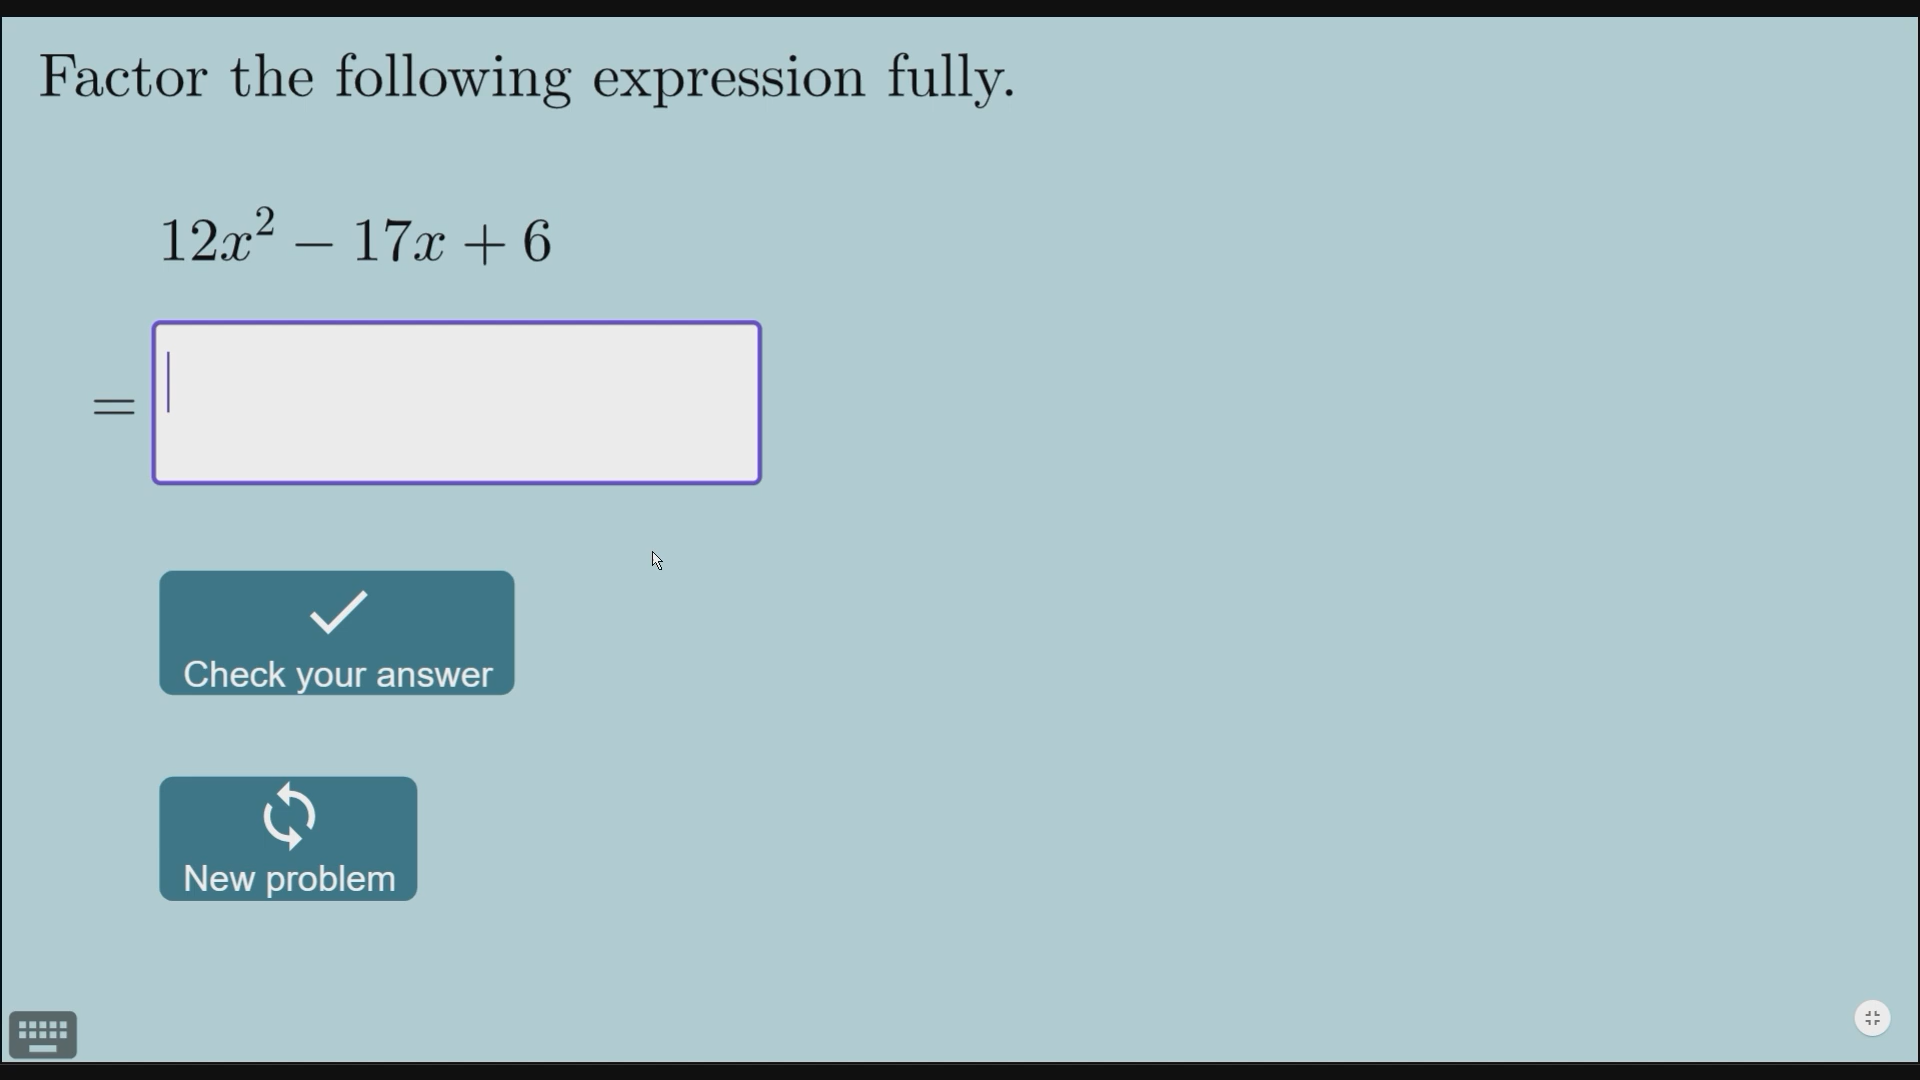 Factor the following expression fully.
12x² − 17x + 6
=
Check your answer
New problem